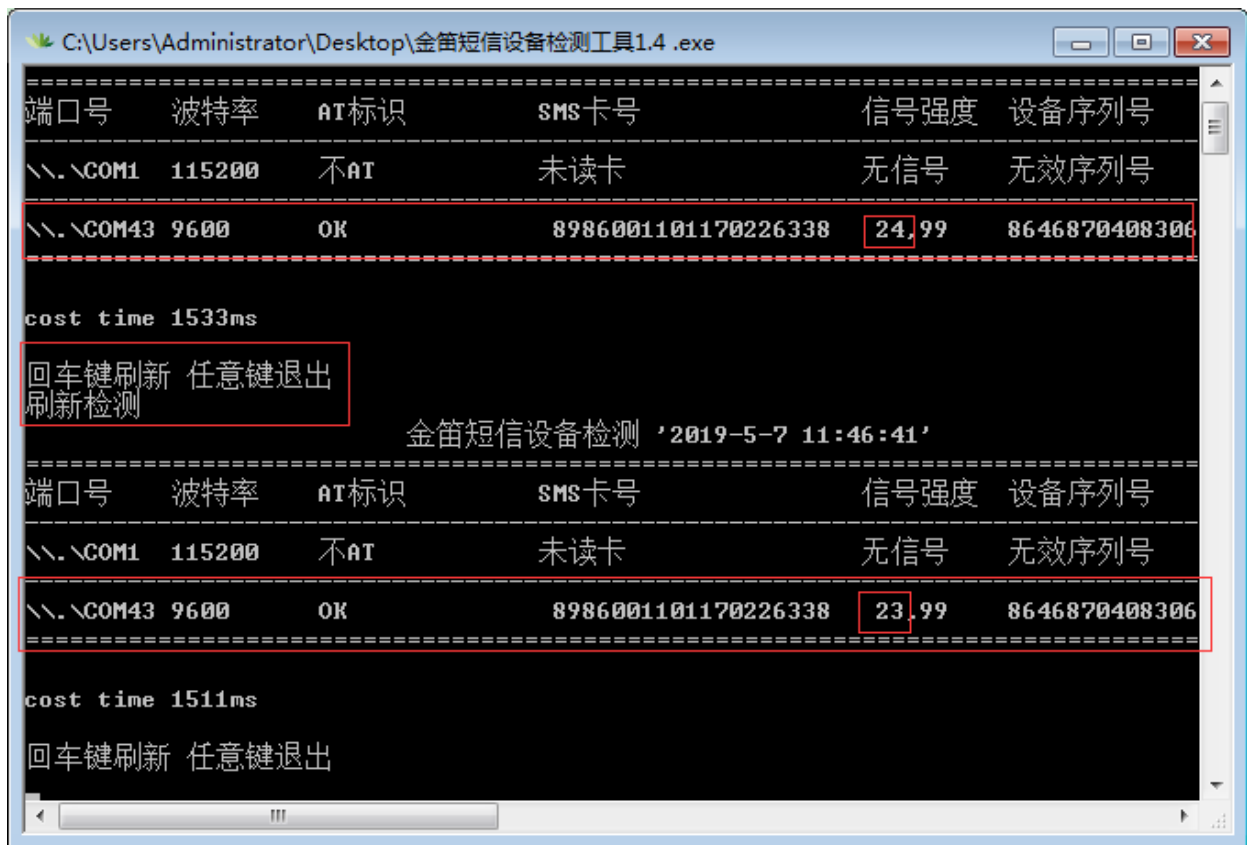 C:\Users\Administrator\Desktop\金笛短信设备检测工具1.4 .exe
端口号 波特率 AT标识 SMS卡号 信号强度 设备序列号
\\.\COM1 115200 不AT 未读卡 无信号 无效序列号
\\.\COM43 9600 OK 89860011011170226338 24,99 8646870408306
cost time 1533ms
回车键刷新 任意键退出
刷新检测
金笛短信设备检测 '2019-5-7 11:46:41'
端口号 波特率 AT标识 SMS卡号 信号强度 设备序列号
\\.\COM1 115200 不AT 未读卡 无信号 无效序列号
\\.\COM43 9600 OK 89860011011170226338 23,99 8646870408306
cost time 1511ms
回车键刷新 任意键退出